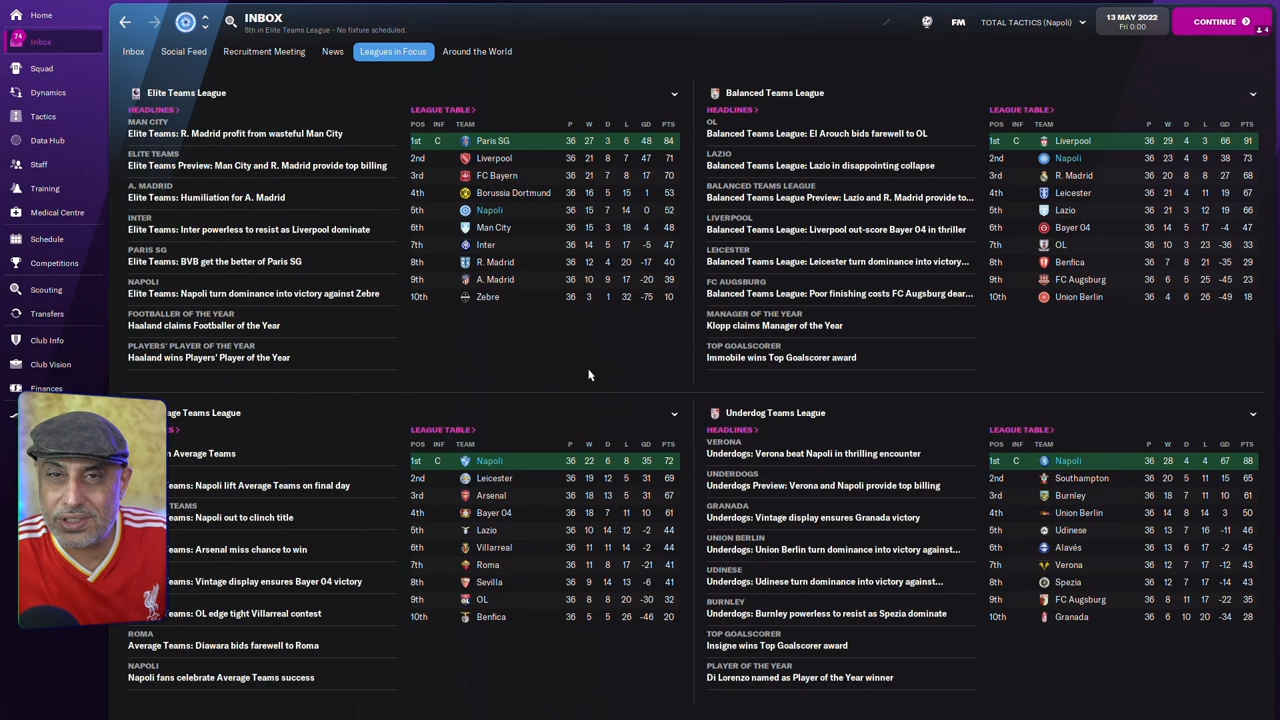 Home
INBOX
5th in Elite Teams League - No fixture scheduled.
FM
TOTAL TACTICS (Napoli)
13 MAY 2022
Fri 0:00
CONTINUE
4
74
Inbox
Squad
Dynamics
Tactics
Data Hub
Staff
Training
Medical Centre
Schedule
Competitions
Scouting
Transfers
Club Info
Club Vision
Finances
Inbox
Social Feed
Recruitment Meeting
News
Leagues in Focus
Around the World
Elite Teams League
HEADLINES >
MAN CITY
Elite Teams: R. Madrid profit from wasteful Man City
ELITE TEAMS
Elite Teams Preview: Man City and R. Madrid provide top billing
A. MADRID
Elite Teams: Humiliation for A. Madrid
INTER
Elite Teams: Inter powerless to resist as Liverpool dominate
PARIS SG
Elite Teams: BVB get the better of Paris SG
NAPOLI
Elite Teams: Napoli turn dominance into victory against Zebre
FOOTBALLER OF THE YEAR
Haaland claims Footballer of the Year
PLAYERS' PLAYER OF THE YEAR
Haaland wins Players' Player of the Year
LEAGUE TABLE >
POS INF TEAM P W D L GD PTS
1st C Paris SG 36 27 3 6 48 84
2nd Liverpool 36 21 8 7 47 71
3rd FC Bayern 36 21 7 8 17 70
4th Borussia Dortmund 36 16 5 15 1 53
5th Napoli 36 15 7 14 0 52
6th Man City 36 15 3 18 4 48
7th Inter 36 14 5 17 -5 47
8th R. Madrid 36 12 4 20 -17 40
9th A. Madrid 36 10 9 17 -20 39
10th Zebre 36 3 1 32 -75 10
Balanced Teams League
HEADLINES >
OL
Balanced Teams League: El Arouch bids farewell to OL
LAZIO
Balanced Teams League: Lazio in disappointing collapse
BALANCED TEAMS LEAGUE
Balanced Teams League Preview: Lazio and R. Madrid provide to...
LIVERPOOL
Balanced Teams League: Liverpool out-score Bayer 04 in thriller
LEICESTER
Balanced Teams League: Leicester turn dominance into victory...
FC AUGSBURG
Balanced Teams League: Poor finishing costs FC Augsburg dear...
MANAGER OF THE YEAR
Klopp claims Manager of the Year
TOP GOALSCORER
Immobile wins Top Goalscorer award
LEAGUE TABLE >
POS INF TEAM P W D L GD PTS
1st C Liverpool 36 29 4 3 66 91
2nd Napoli 36 23 4 9 38 73
3rd R. Madrid 36 20 8 8 27 68
4th Leicester 36 21 4 11 19 67
5th Lazio 36 21 3 12 19 66
6th Bayer 04 36 14 5 17 -4 47
7th OL 36 10 3 23 -36 33
8th Benfica 36 7 8 21 -35 29
9th FC Augsburg 36 6 5 25 -45 23
10th Union Berlin 36 4 6 26 -49 18
age Teams League
S >
n Average Teams
Teams: Napoli lift Average Teams on final day
TEAMS
Teams: Napoli out to clinch title
Teams: Arsenal miss chance to win
Teams: Vintage display ensures Bayer 04 victory
Teams: OL edge tight Villarreal contest
ROMA
Average Teams: Diawara bids farewell to Roma
NAPOLI
Napoli fans celebrate Average Teams success
LEAGUE TABLE >
POS INF TEAM P W D L GD PTS
1st C Napoli 36 22 6 8 35 72
2nd Leicester 36 19 12 5 31 69
3rd Arsenal 36 18 13 5 31 67
4th Bayer 04 36 18 7 11 10 61
5th Lazio 36 10 14 12 -2 44
6th Villarreal 36 11 11 14 -2 44
7th Roma 36 11 8 17 -21 41
8th Sevilla 36 9 14 13 -6 41
9th OL 36 8 8 20 -30 32
10th Benfica 36 5 5 26 -46 20
Underdog Teams League
HEADLINES >
VERONA
Underdogs: Verona beat Napoli in thrilling encounter
UNDERDOGS
Underdogs Preview: Verona and Napoli provide top billing
GRANADA
Underdogs: Vintage display ensures Granada victory
UNION BERLIN
Underdogs: Union Berlin turn dominance into victory against...
UDINESE
Underdogs: Udinese turn dominance into victory against...
BURNLEY
Underdogs: Burnley powerless to resist as Spezia dominate
TOP GOALSCORER
Insigne wins Top Goalscorer award
PLAYER OF THE YEAR
Di Lorenzo named as Player of the Year winner
LEAGUE TABLE >
POS INF TEAM P W D L GD PTS
1st C Napoli 36 28 4 4 67 88
2nd Southampton 36 20 5 11 15 65
3rd Burnley 36 18 7 11 10 61
4th Union Berlin 36 14 8 14 3 50
5th Udinese 36 13 7 16 -11 46
6th Alavés 36 13 6 17 -2 45
7th Verona 36 12 7 17 -12 43
8th Spezia 36 12 7 17 -14 43
9th FC Augsburg 36 8 11 17 -22 35
10th Granada 36 6 10 20 -34 28